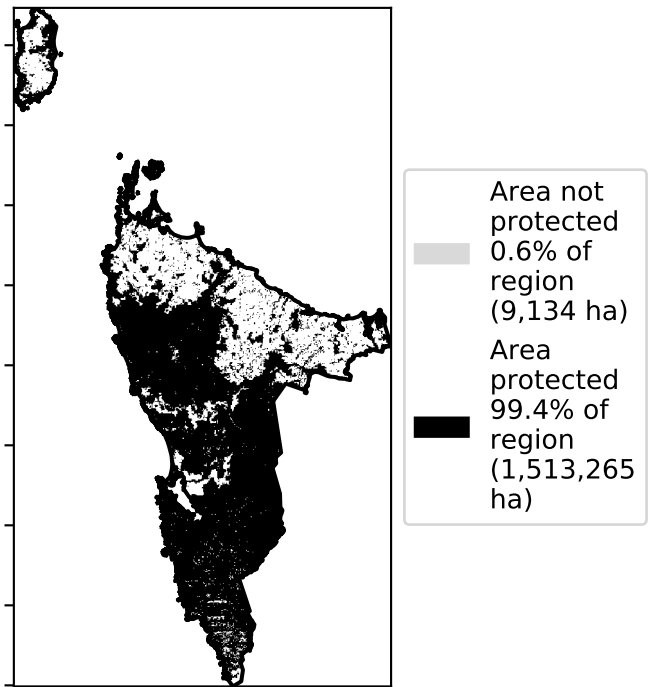 Area not
protected
0.6% of
region
(9,134 ha)
Area
protected
99.4% of
region
(1,513,265
ha)